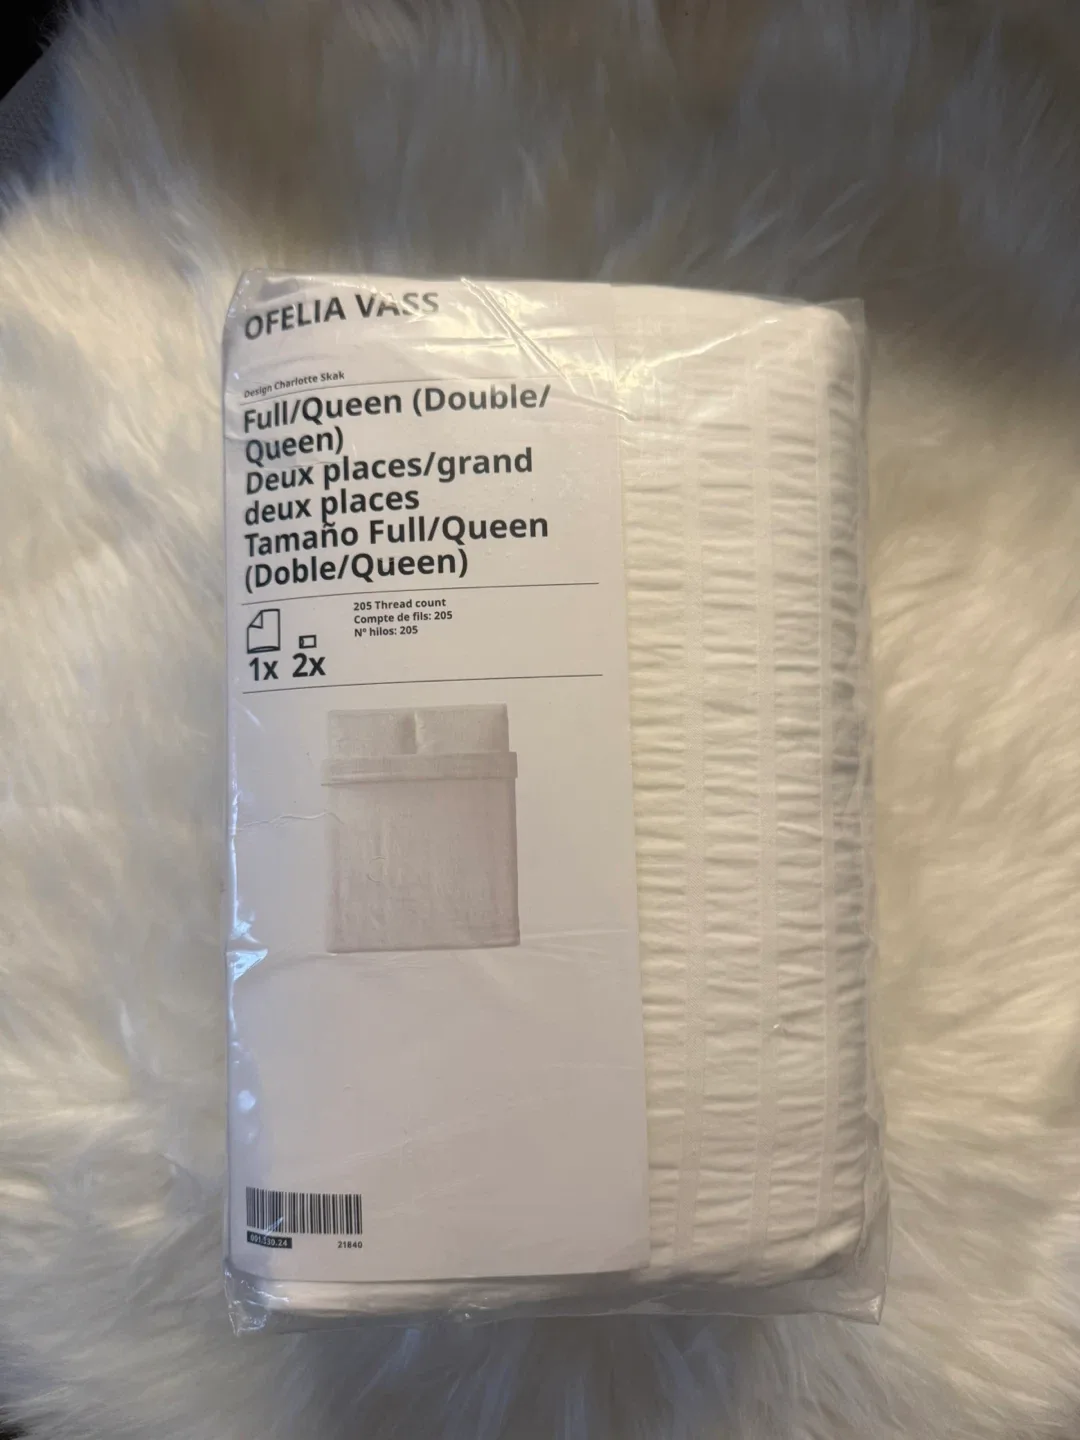 OFELIA VASS
Design Charlotte Skak
Full/Queen (Double/
Queen)
Deux places/grand
deux places
Tamaño Full/Queen
(Doble/Queen)
205 Thread count
Compte de fils: 205
Nº hilos: 205
1x 2x
21840